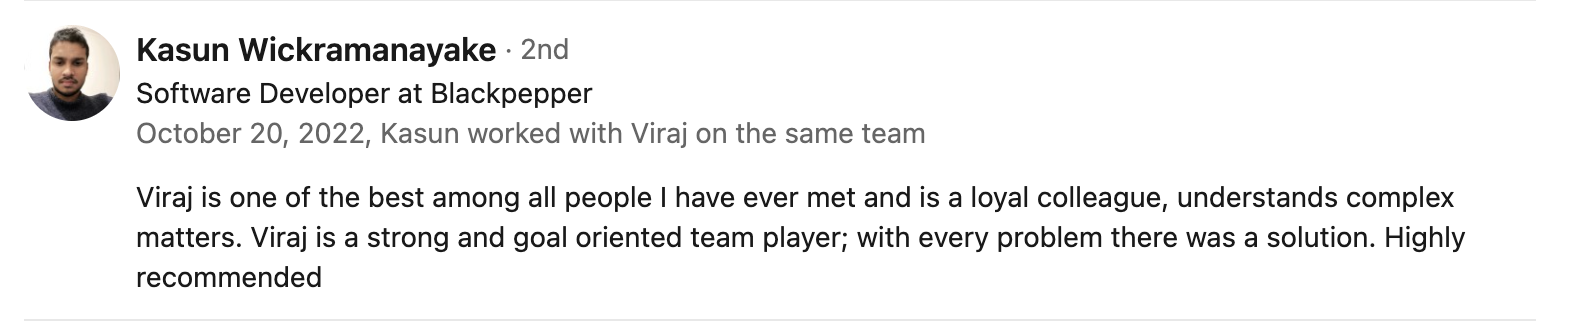 Kasun Wickramanayake · 2nd
Software Developer at Blackpepper
October 20, 2022, Kasun worked with Viraj on the same team
Viraj is one of the best among all people I have ever met and is a loyal colleague, understands complex
matters. Viraj is a strong and goal oriented team player; with every problem there was a solution. Highly
recommended